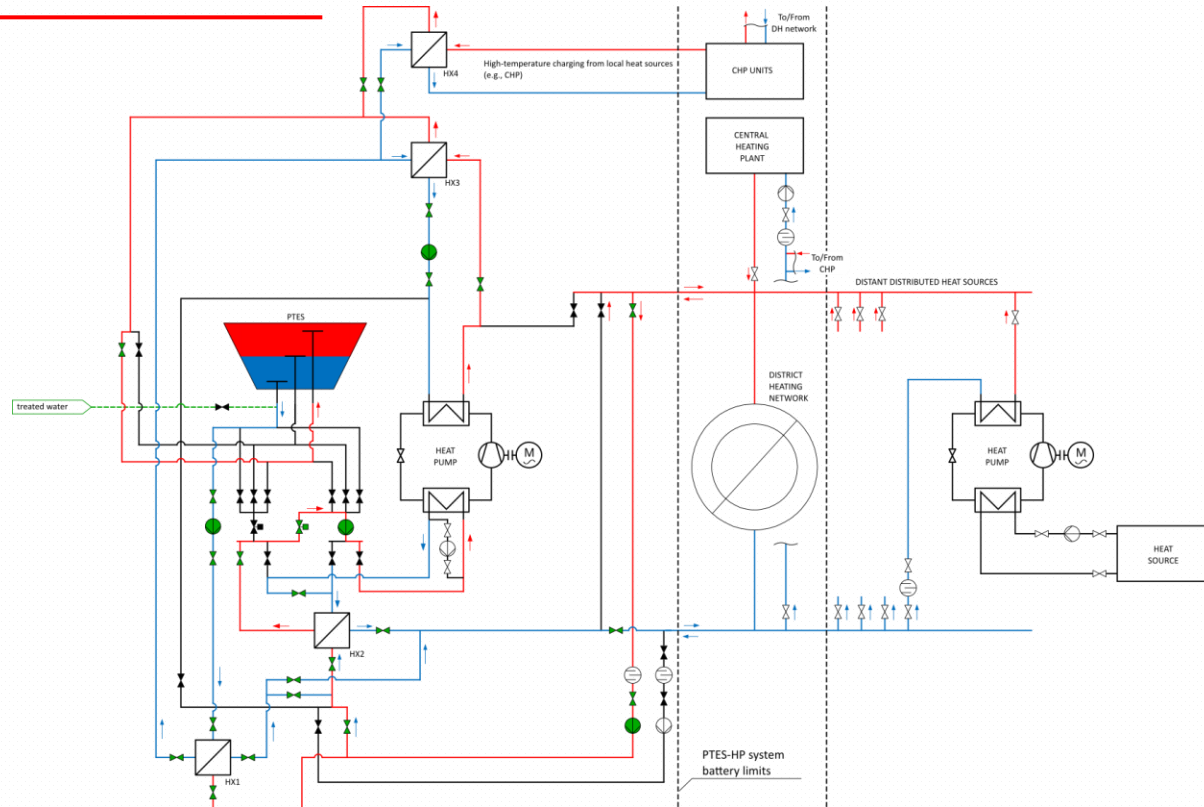 To/From
DH network
HX4
High-temperature charging from local heat sources
(e.g., CHP)
CHP UNITS
CENTRAL
HEATING
PLANT
HX3
To/From
CHP
DISTANT DISTRIBUTED HEAT SOURCES
PTES
treated water
DISTRICT
HEATING
NETWORK
HEAT
PUMP
M
HEAT
PUMP
M
HEAT
SOURCE
HX2
HX1
PTES-HP system
battery limits